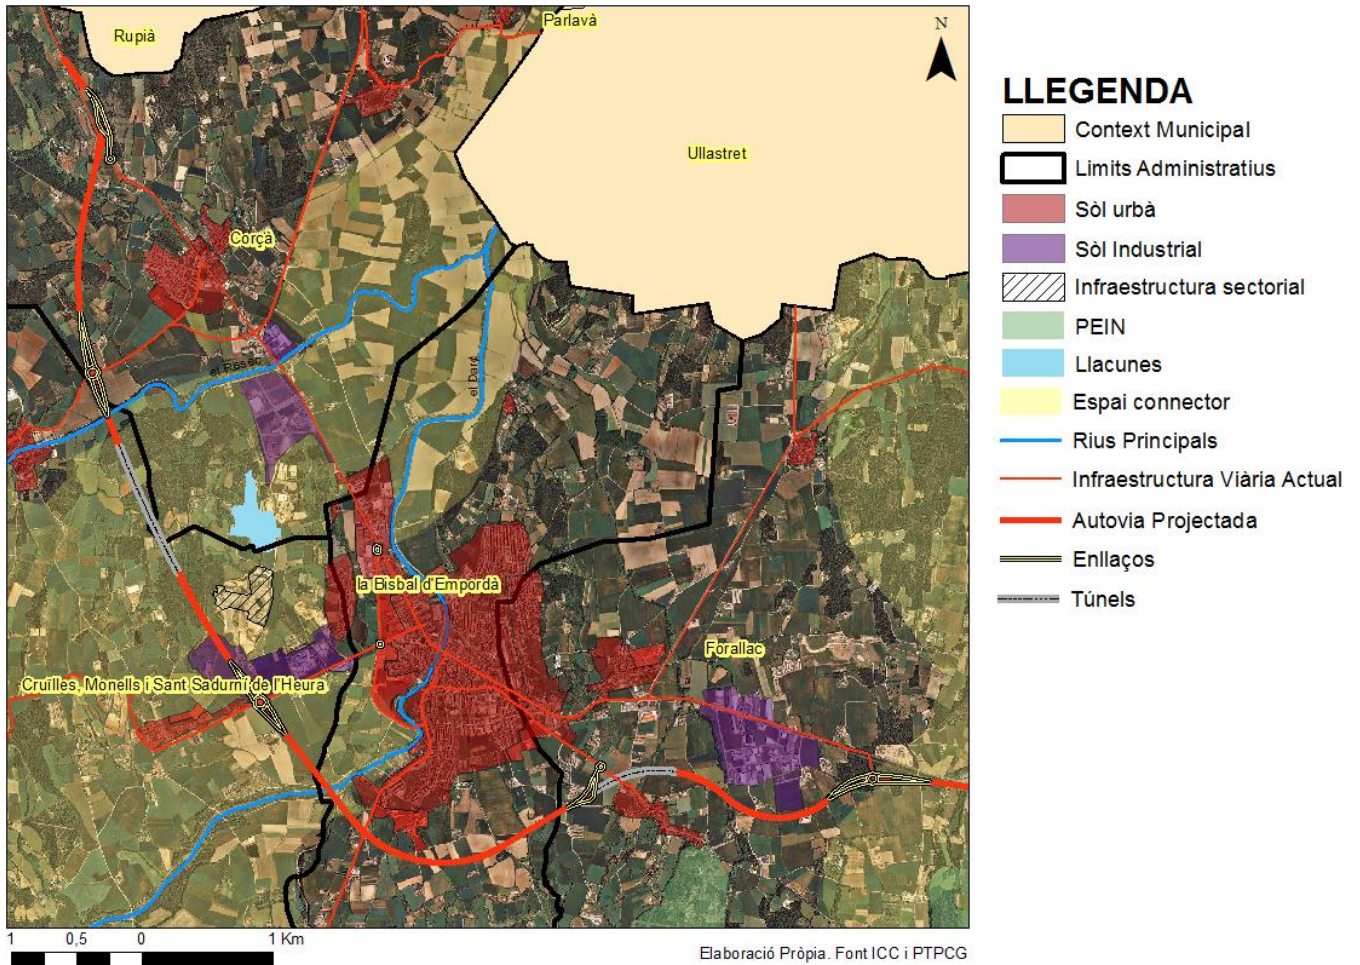 Parlavà
Rupià
N
Ullastret
Corçà
el Ressec
el Daró
la Bisbal d'Empordà
Forallac
Cruïlles, Monells i Sant Sadurní de l'Heura
LLEGENDA
Context Municipal
Limits Administratius
Sòl urbà
Sòl Industrial
Infraestructura sectorial
PEIN
Llacunes
Espai connector
Rius Principals
Infraestructura Viària Actual
Autovia Projectada
Enllaços
Túnels
1 0,5 0 1 Km
Elaboració Pròpia. Font ICC i PTPCG